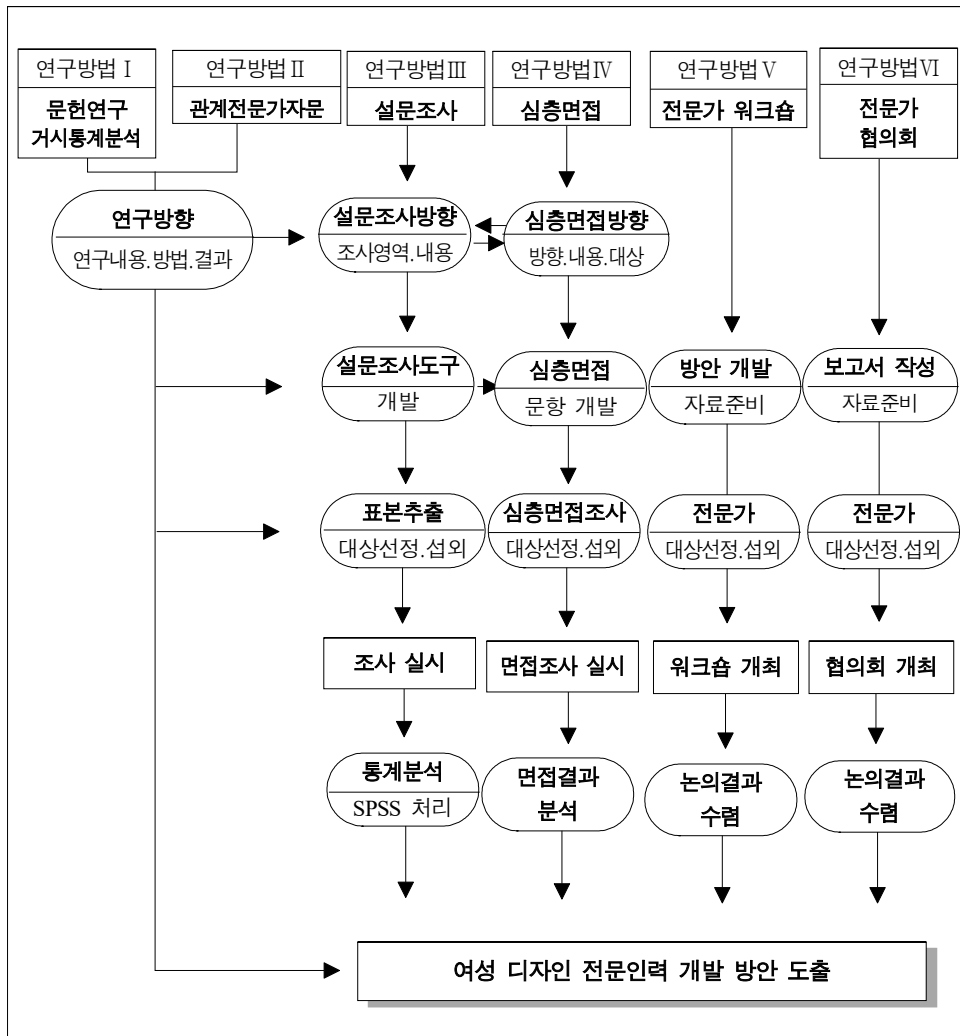 연구방법 Ⅰ
문헌연구
거시통계분석
연구방법Ⅱ
관계전문가자문
연구방법Ⅲ
설문조사
연구방법Ⅳ
심층면접
연구방법Ⅴ
전문가 워크숍
연구방법Ⅵ
전문가
협의회
연구방향
연구내용.방법.결과
설문조사방향
조사영역.내용
심층면접방향
방향.내용.대상
설문조사도구
개발
심층면접
문항 개발
방안 개발
자료준비
보고서 작성
자료준비
표본추출
대상선정.섭외
심층면접조사
대상선정.섭외
전문가
대상선정.섭외
전문가
대상선정.섭외
조사 실시
면접조사 실시
워크숍 개최
협의회 개최
통계분석
SPSS 처리
면접결과
분석
논의결과
수렴
논의결과
수렴
여성 디자인 전문인력 개발 방안 도출